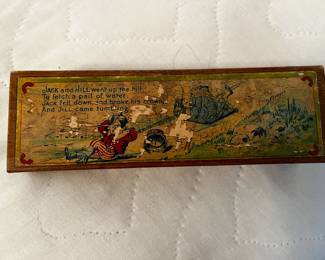 JACK and JILL went up the hill
To fetch a pail of water.
JACK fell down and broke his crown,
And JILL came tumbling